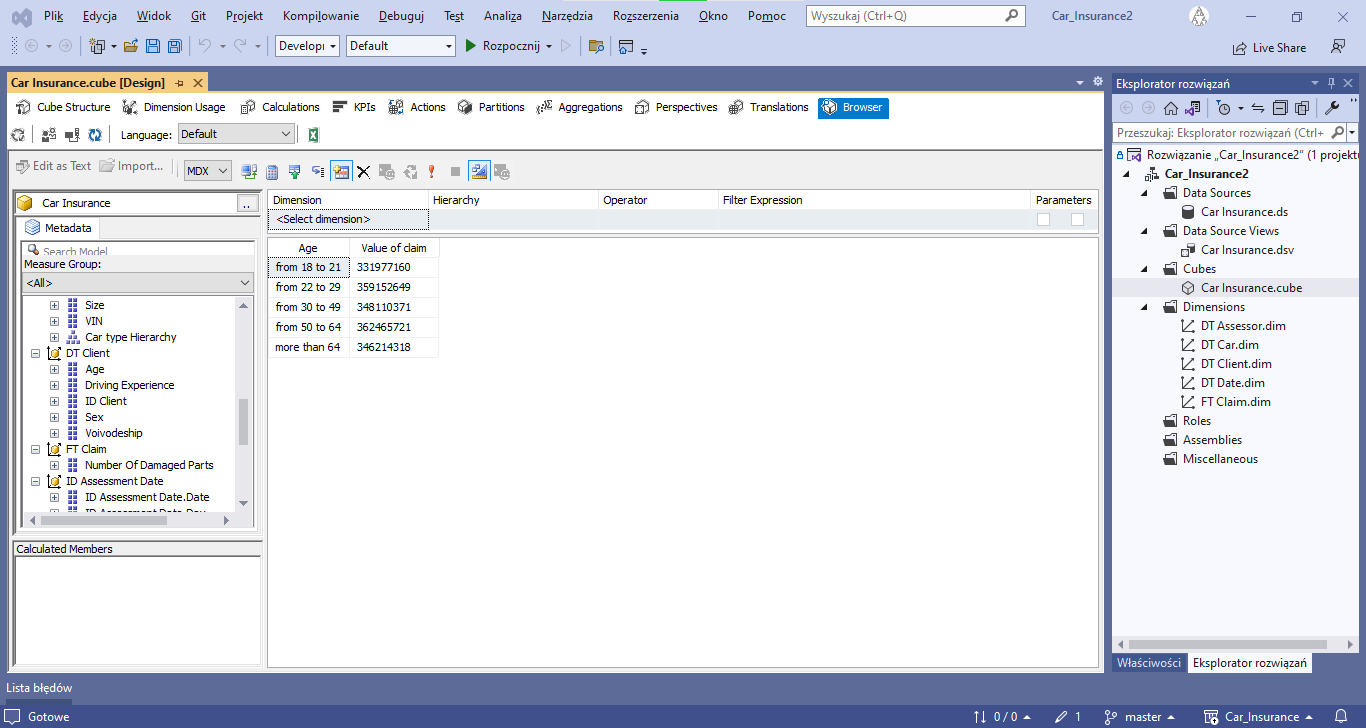 Plik Edycja Widok Git Projekt Kompilowanie Debuguj Test Analiza Narzędzia Rozszerzenia Okno Pomoc Wyszukaj (Ctrl+Q) Car_Insurance2
Default Rozpocznij Live Share
Car Insurance.cube [Design]
Cube Structure Dimension Usage Calculations KPIs Actions Partitions Aggregations Perspectives Translations Browser
Language: Default
Edit as Text Import... MDX
Car Insurance ..
Metadata
Search Model
Measure Group:
<All>
Size
VIN
Car type Hierarchy
DT Client
Age
Driving Experience
ID Client
Sex
Voivodeship
FT Claim
Number Of Damaged Parts
ID Assessment Date
ID Assessment Date.Date
Calculated Members
Dimension Hierarchy Operator Filter Expression Parameters
<Select dimension>
Age Value of claim
from 18 to 21 331977160
from 22 to 29 359152649
from 30 to 49 348110371
from 50 to 64 362465721
more than 64 346214318
Eksplorator rozwiązań
Przeszukaj: Eksplorator rozwiązań (Ctrl+
Rozwiązanie „Car_Insurance2" (1 projektu
Car_Insurance2
Data Sources
Car Insurance.ds
Data Source Views
Car Insurance.dsv
Cubes
Car Insurance.cube
Dimensions
DT Assessor.dim
DT Car.dim
DT Client.dim
DT Date.dim
FT Claim.dim
Roles
Assemblies
Miscellaneous
Właściwości Eksplorator rozwiązań
Lista błędów
Gotowe 0 / 0 1 master Car_Insurance